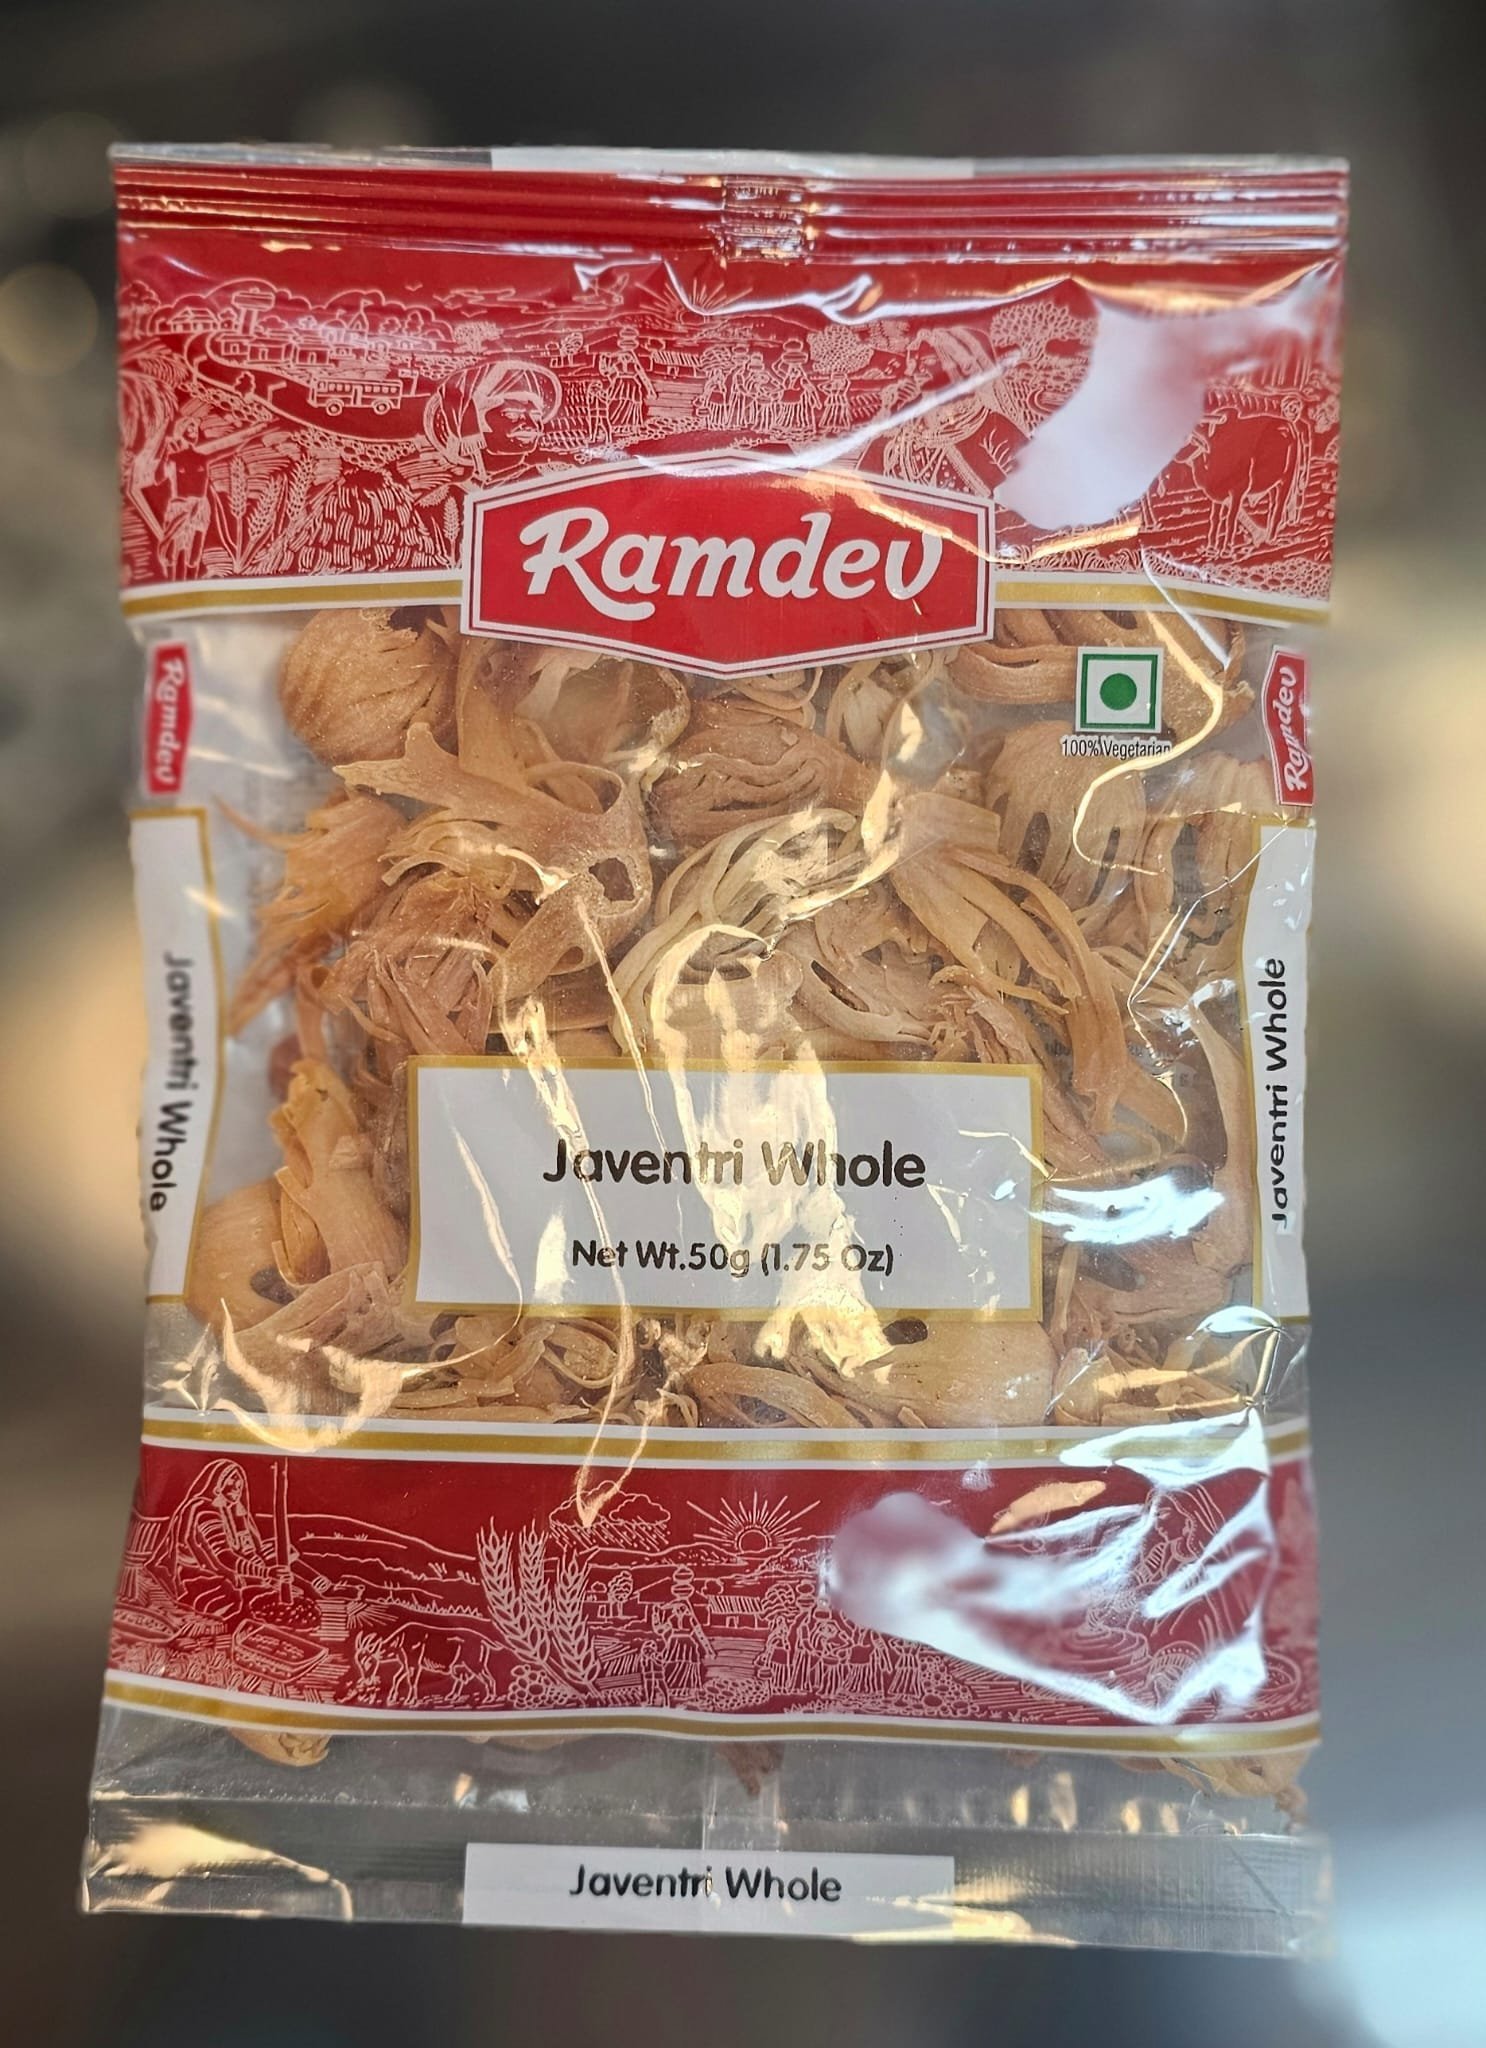 Ramdev
100% Vegetarian
Ramdev
Ramdev
Javentri Whole
Javentri Whole
Javentri Whole
Net Wt.50g (1.75 Oz)
Javentri Whole